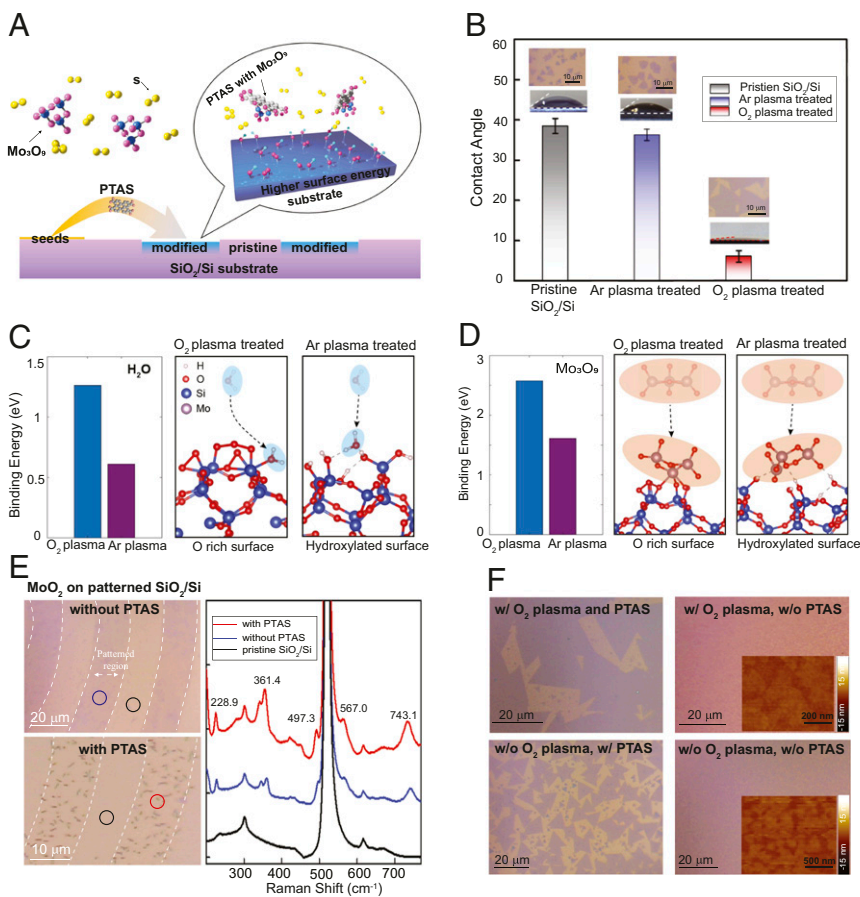 A
s
PTAS with Mo₃O₉
Mo₃O₉
PTAS
Higher surface energy
substrate
seeds
modified pristine modified
SiO₂/Si substrate
B
60
50
40
30
20
10
0
Contact Angle
10 μm
10 μm
10 μm
Pristien SiO₂/Si
Ar plasma treated
O₂ plasma treated
Pristine
SiO₂/Si
Ar plasma treated
O₂ plasma treated
C
1.5
1
0.5
0
Binding Energy (eV)
H₂O
O₂ plasma
Ar plasma
O₂ plasma treated
H
O
Si
Mo
O rich surface
Ar plasma treated
Hydroxylated surface
D
3
2
1
0
Binding Energy (eV)
Mo₃O₉
O₂ plasma
Ar plasma
O₂ plasma treated
O rich surface
Ar plasma treated
Hydroxylated surface
E
MoO₂ on patterned SiO₂/Si
without PTAS
Patterned
region
20 μm
with PTAS
10 μm
with PTAS
without PTAS
pristine SiO₂/Si
228.9
361.4
497.3
567.0
743.1
300 400 500 600 700
Raman Shift (cm⁻¹)
F
w/ O₂ plasma and PTAS
20 μm
w/ O₂ plasma, w/o PTAS
20 μm
200 nm
15 nm
-15 nm
w/o O₂ plasma, w/ PTAS
20 μm
w/o O₂ plasma, w/o PTAS
20 μm
500 nm
15 nm
-15 nm